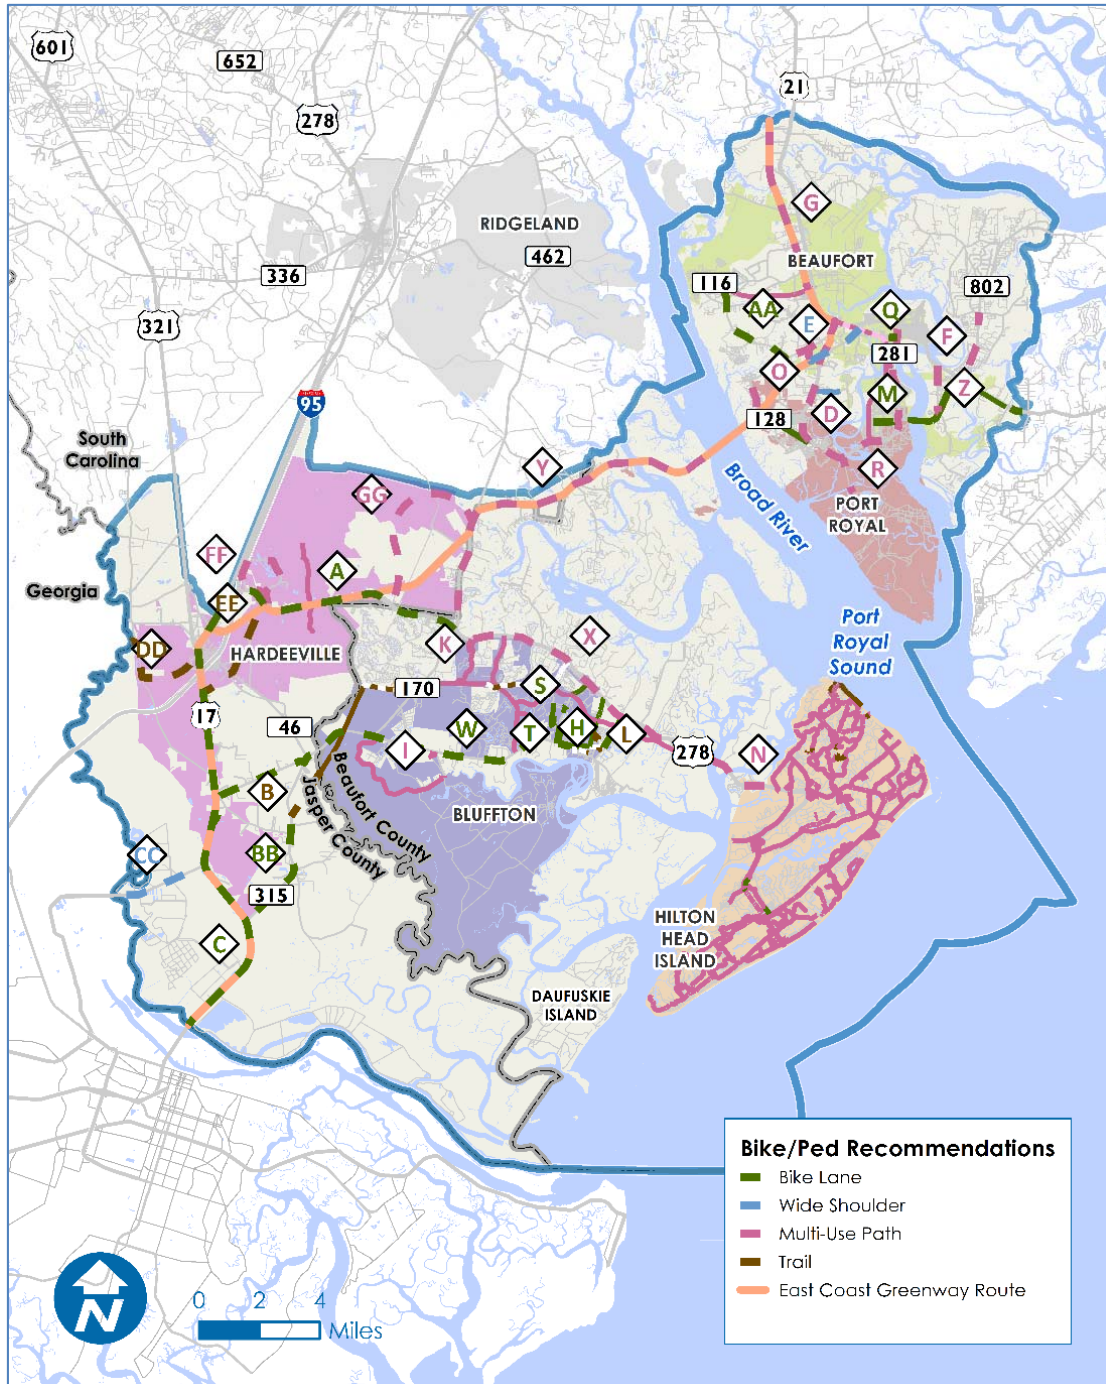 601
652
21
278
RIDGELAND
G
462
BEAUFORT
336
116
802
AA
Q
321
E
F
281
O
95
M
Z
D
128
South
Carolina
Y
R
GG
Broad River
PORT
ROYAL
FF
A
Georgia
EE
Port
Royal
Sound
K
X
DD
HARDEEVILLE
170
S
17
46
W
T
H
L
I
278
N
B
Beaufort County
Jasper County
BLUFFTON
CC
BB
315
C
HILTON
HEAD
ISLAND
DAUFUSKIE
ISLAND
Bike/Ped Recommendations
Bike Lane
Wide Shoulder
Multi-Use Path
Trail
East Coast Greenway Route
N
0 2 4
Miles